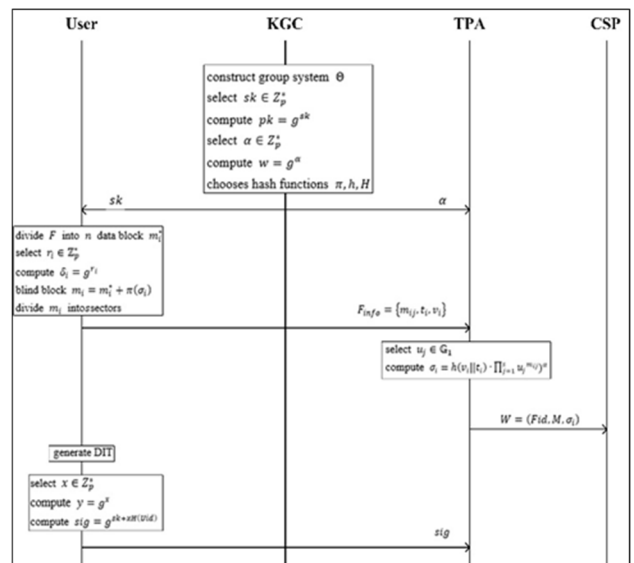 User KGC TPA CSP
construct group system Θ
select sk ∈ Z*p
compute pk = g^sk
select α ∈ Z*p
compute w = g^α
chooses hash functions π, h, H
sk α
divide F into n data block m*i
select ri ∈ Z*p
compute δi = g^ri
blind block mi = m*i + π(σi)
divide mi intossectors
Finfo = {mij, ti, vi}
select uj ∈ G1
compute σi = h(vi||ti) · ∏sj=1 uj^mij)^α
W = (Fid, M, σi)
generate DIT
select x ∈ Z*p
compute y = g^x
compute sig = g^sk+xH(Uid)
sig